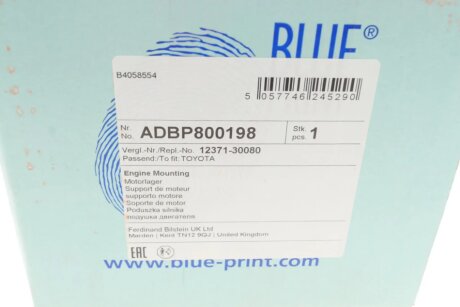 BLUE®
B4058554
5 057746 245290
Nr. No. ADBP800198 Stk. pcs. 1
Vergl.-Nr./Repl.-No. 12371-30080
Passend:/To fit: TOYOTA
Engine Mounting
Motorlager
Support de moteur
supporto motore
Soporte de motor
Poduszka silnika
подушка двигателя
Ferdinand Bilstein UK Ltd
Marden | Kent TN12 9QJ | United Kingdom
EAC
www.blue-print.com